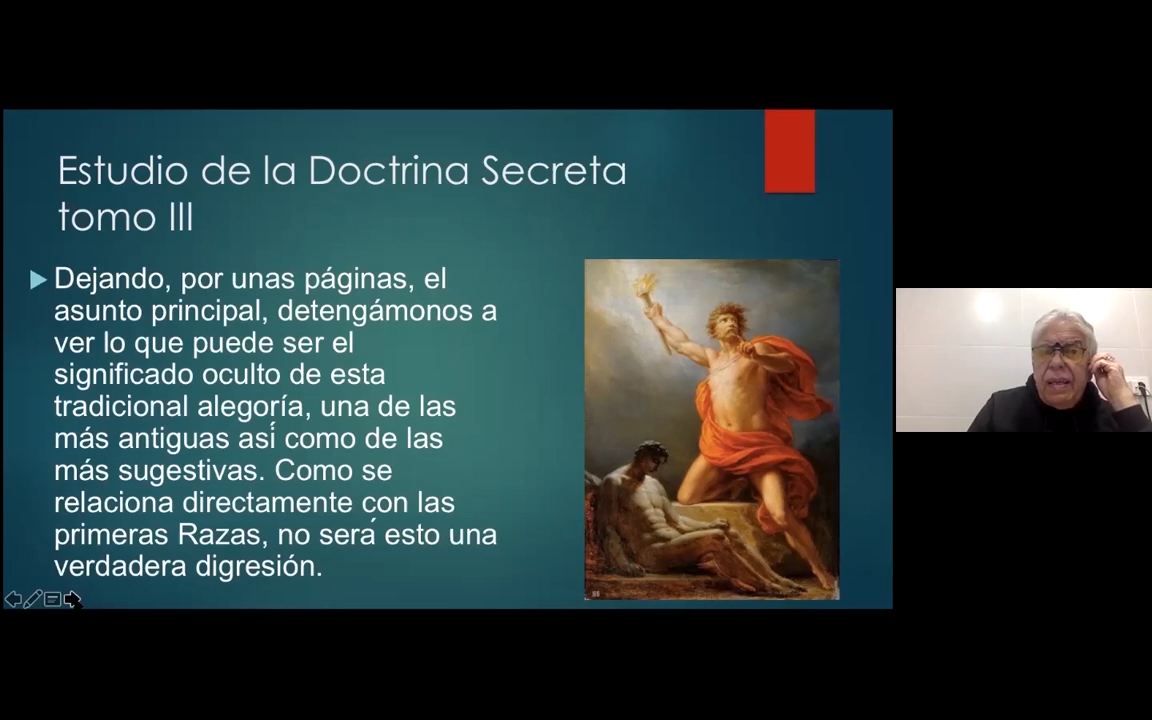 Estudio de la Doctrina Secreta
tomo III
Dejando, por unas páginas, el
asunto principal, detengámonos a
ver lo que puede ser el
significado oculto de esta
tradicional alegoría, una de las
más antiguas así como de las
más sugestivas. Como se
relaciona directamente con las
primeras Razas, no será esto una
verdadera digresión.